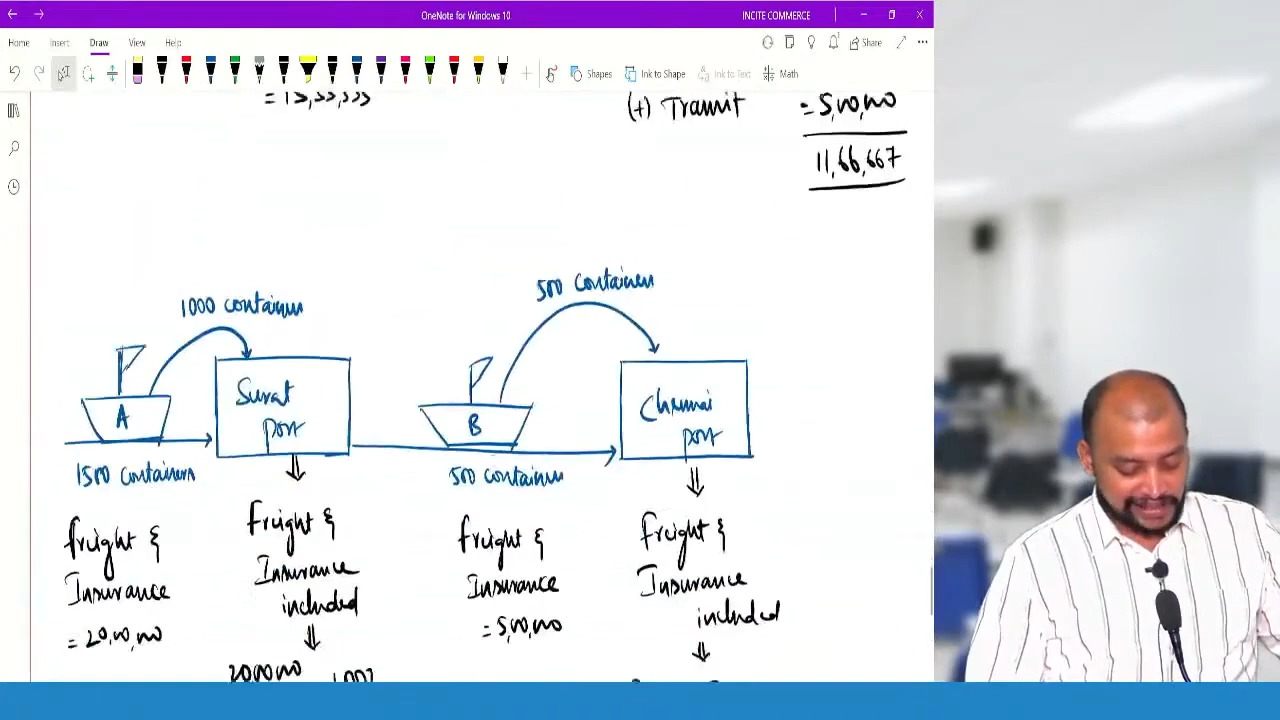 OneNote for Windows 10
INCITE COMMERCE
Home Insert Draw View Help
Share
Shapes Ink to Shape Ink to Text Math
(+) Transit = 5,00,000
11,66,667
1000 containers
500 containers
A
Surat
port
B
Chennai
port
1500 containers
500 containers
freight &
Insurance
= 20,00,000
Freight &
Insurance
included
freight &
Insurance
= 5,00,000
Freight &
Insurance
included